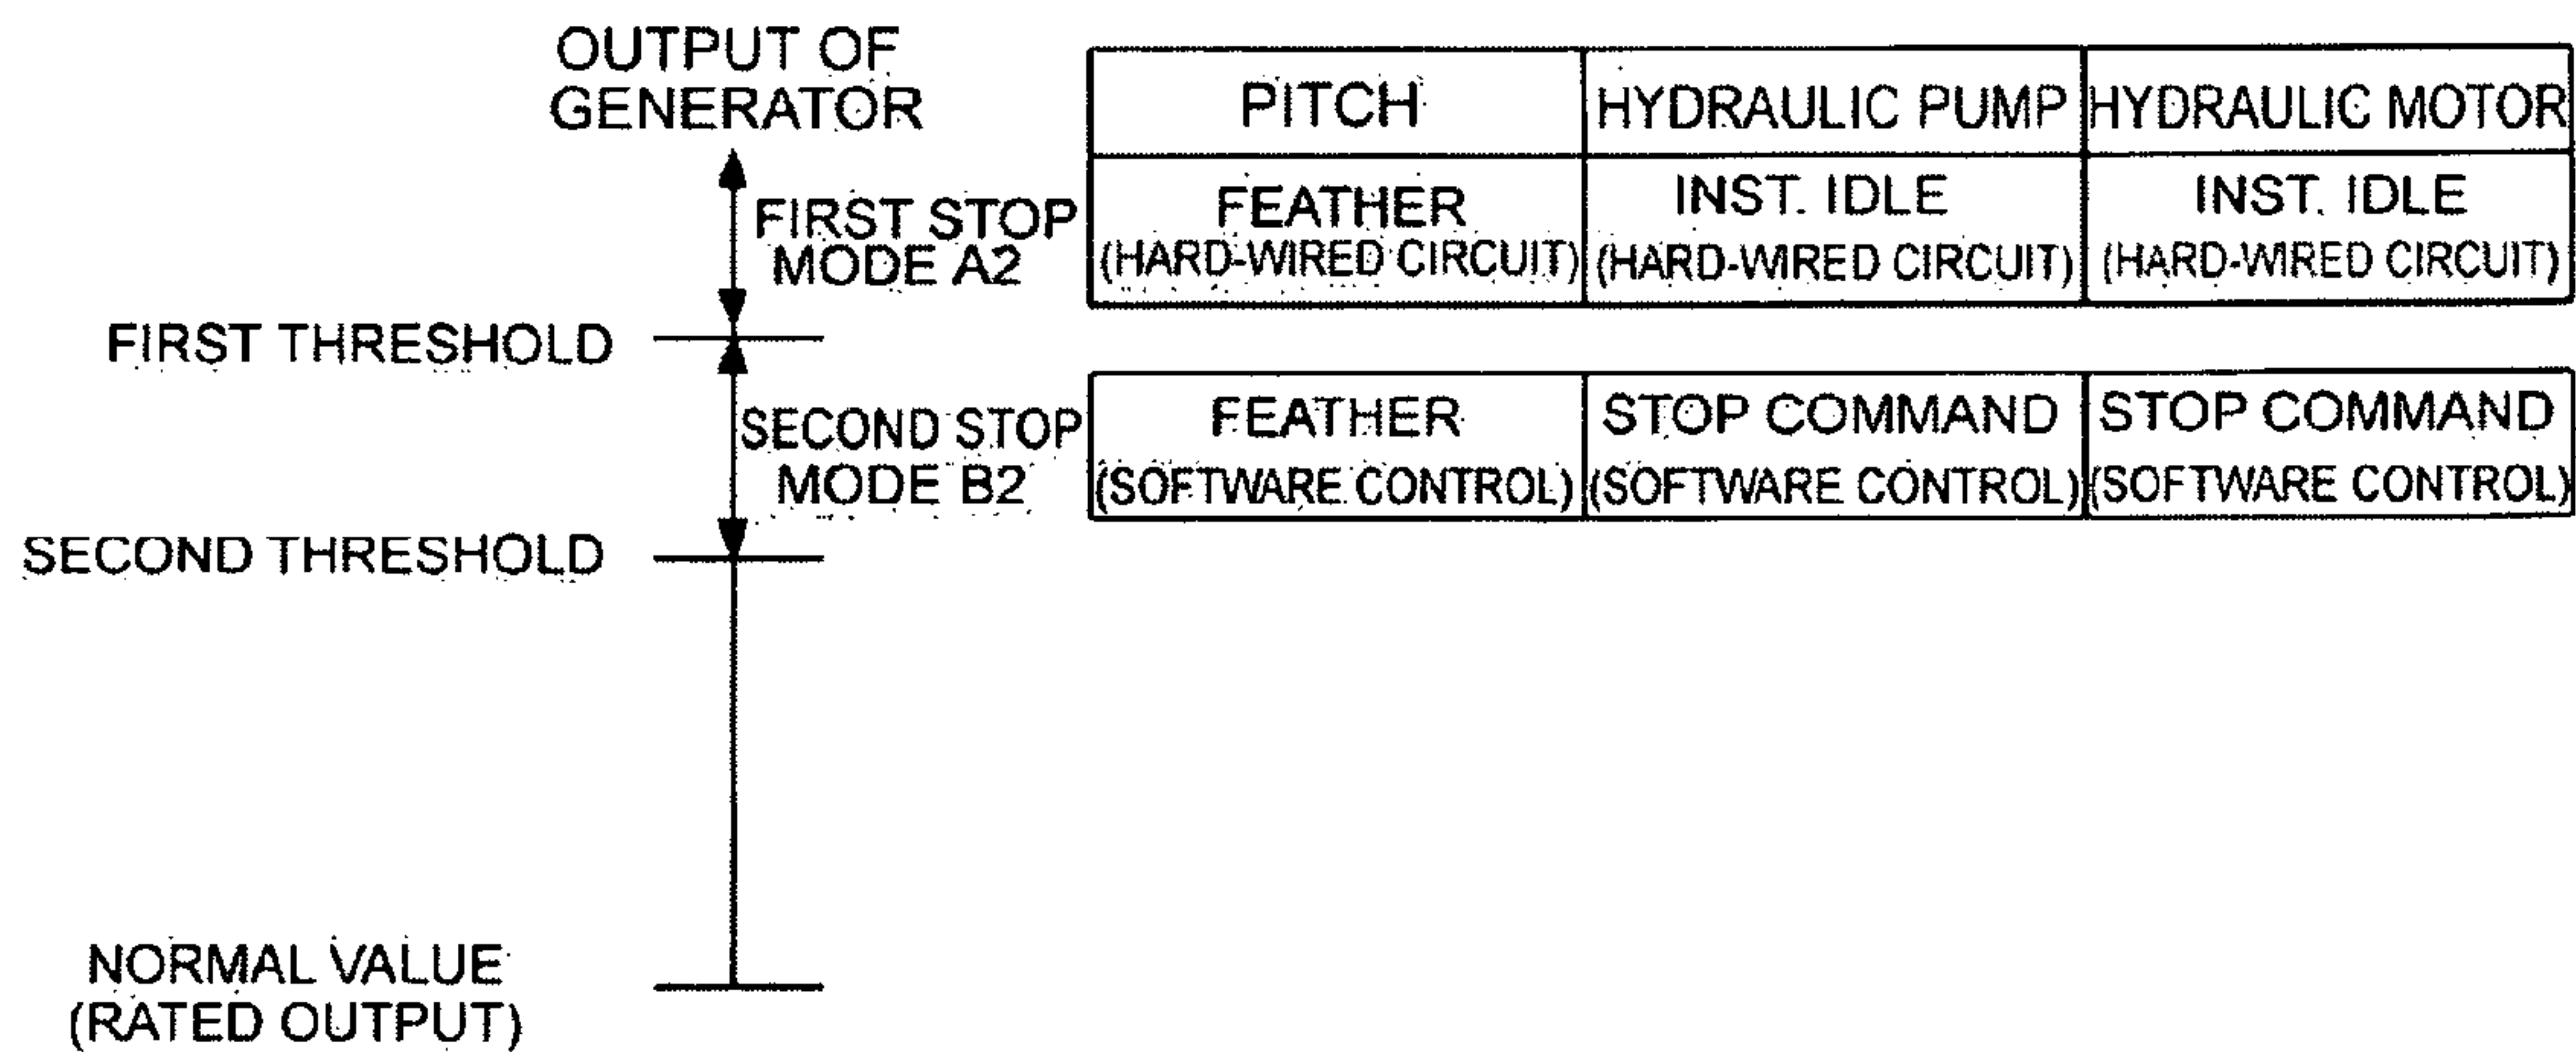 OUTPUT OF
GENERATOR
PITCH
HYDRAULIC PUMP
HYDRAULIC MOTOR
FIRST STOP
MODE A2
FEATHER
(HARD-WIRED CIRCUIT)
INST. IDLE
(HARD-WIRED CIRCUIT)
INST. IDLE
(HARD-WIRED CIRCUIT)
FIRST THRESHOLD
SECOND STOP
MODE B2
FEATHER
(SOFTWARE CONTROL)
STOP COMMAND
(SOFTWARE CONTROL)
STOP COMMAND
(SOFTWARE CONTROL)
SECOND THRESHOLD
NORMAL VALUE
(RATED OUTPUT)